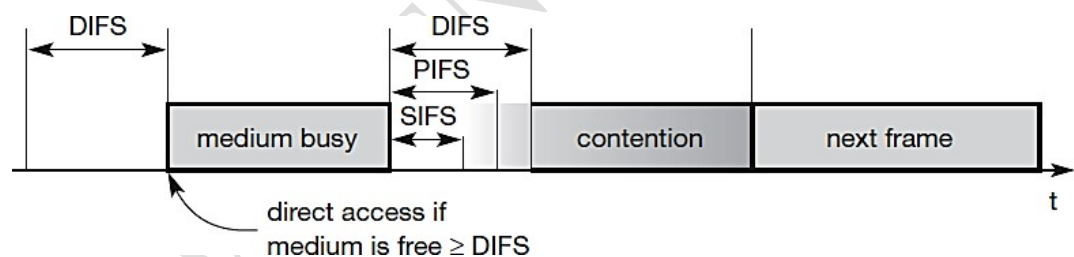 DIFS DIFS
PIFS
SIFS
medium busy contention next frame
t
direct access if
medium is free ≥ DIFS